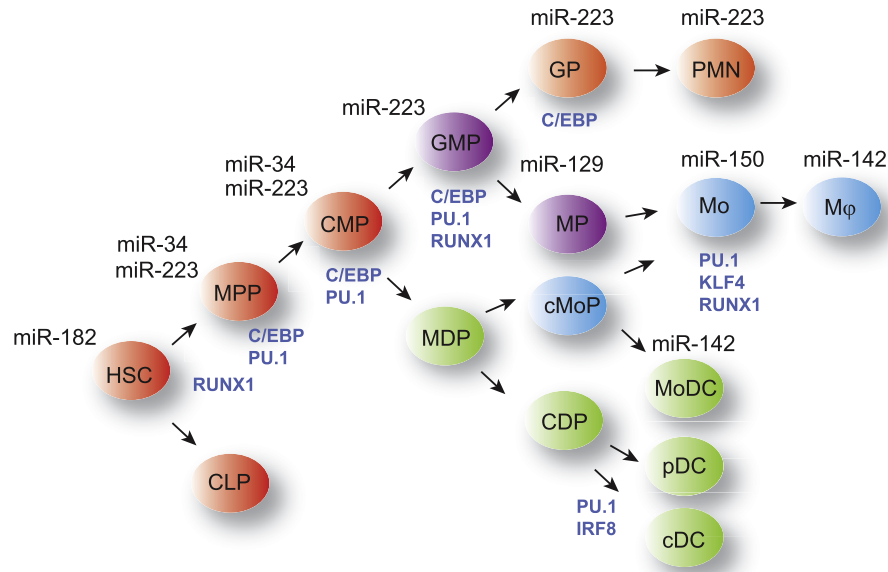 miR-223
miR-223
GP
PMN
miR-223
C/EBP
GMP
miR-129
miR-150
miR-142
miR-34
miR-223
C/EBP
PU.1
RUNX1
CMP
MP
Mo
Mφ
miR-34
miR-223
C/EBP
PU.1
PU.1
KLF4
RUNX1
MPP
cMoP
miR-182
C/EBP
PU.1
MDP
miR-142
HSC
RUNX1
MoDC
CDP
CLP
pDC
PU.1
IRF8
cDC